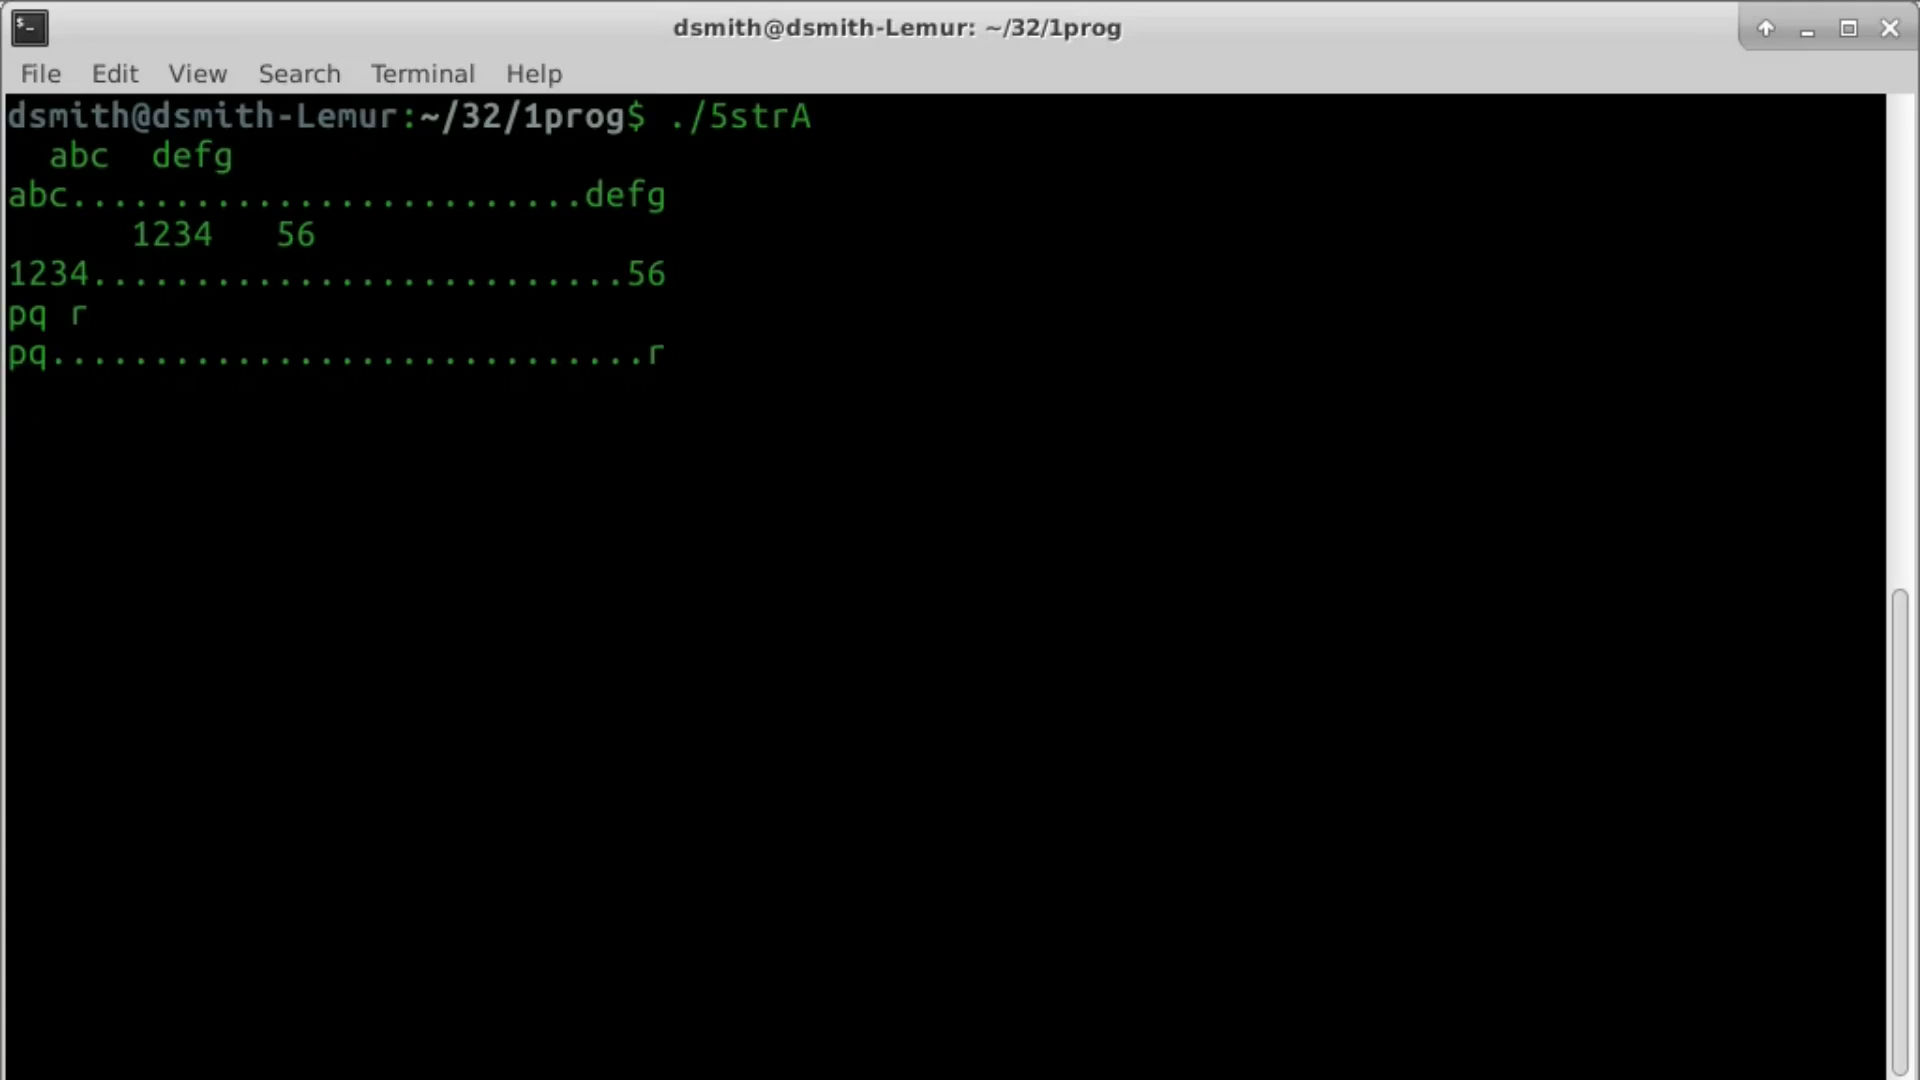 dsmith@dsmith-Lemur: ~/32/1prog
File Edit View Search Terminal Help
dsmith@dsmith-Lemur:~/32/1prog$ ./5strA
  abc  defg
abc.........................defg
      1234   56
1234..........................56
pq r
pq.............................r